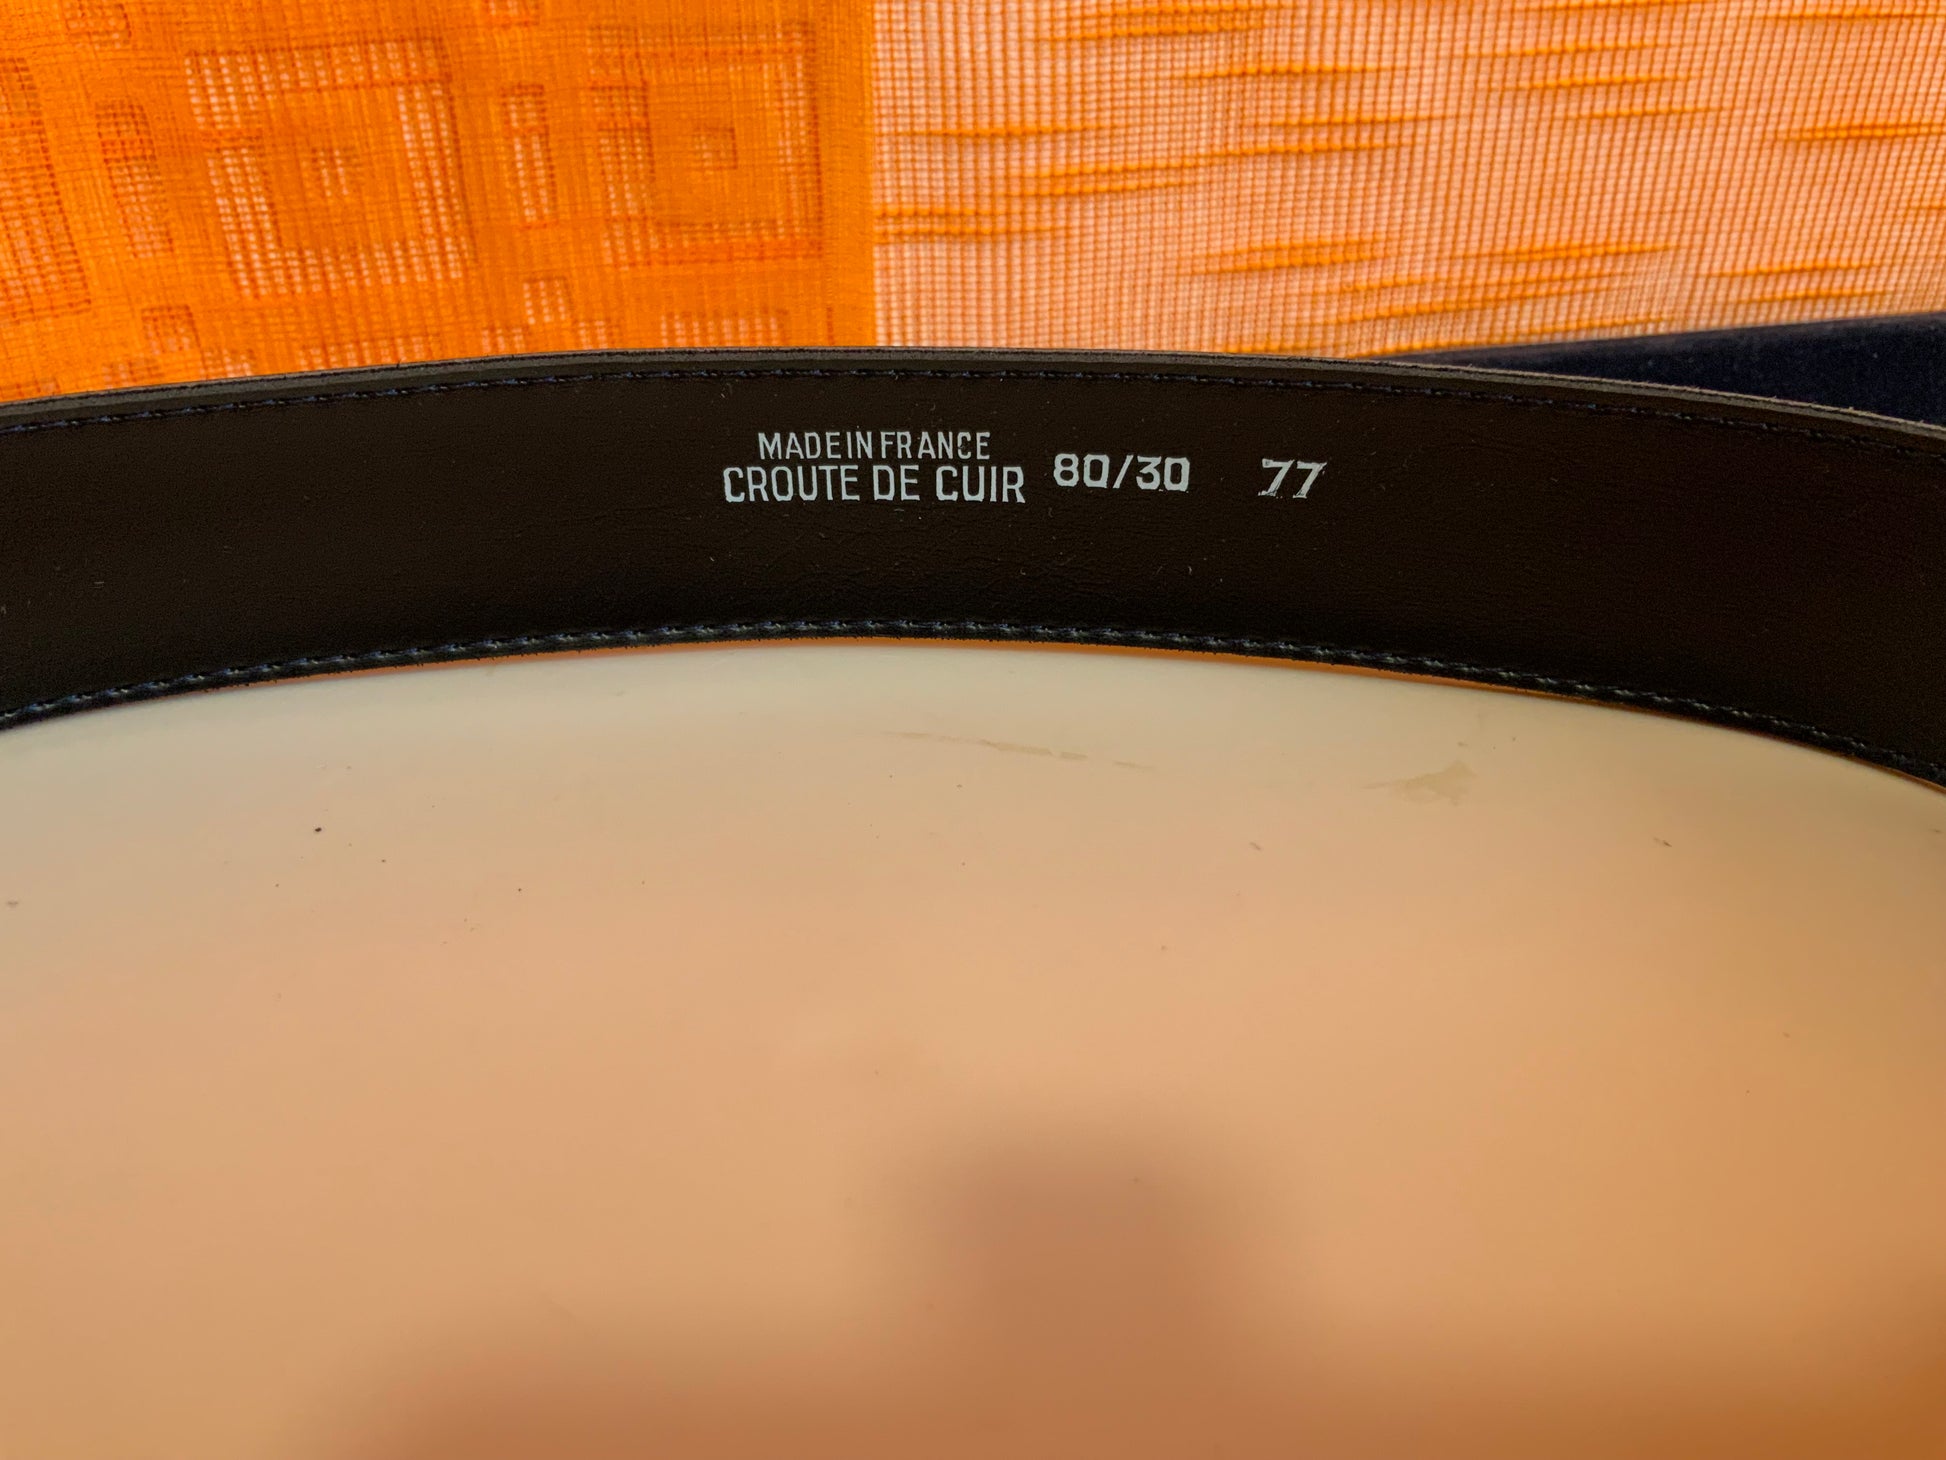 MADE IN FRANCE
CROUTE DE CUIR 80/30 77